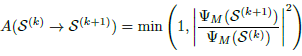 A(𝒮^(k) → 𝒮^(k+1)) = min(1, |Ψ_M(𝒮^(k+1)) / Ψ_M(𝒮^(k))|^2)